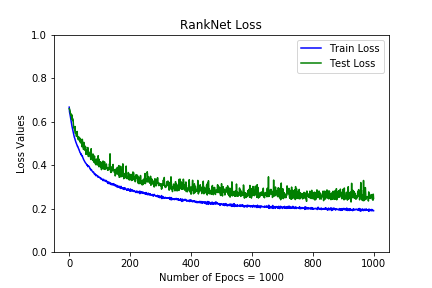 RankNet Loss
Train Loss
Test Loss
Loss Values
1.0
0.8
0.6
0.4
0.2
0.0
0 200 400 600 800 1000
Number of Epocs = 1000